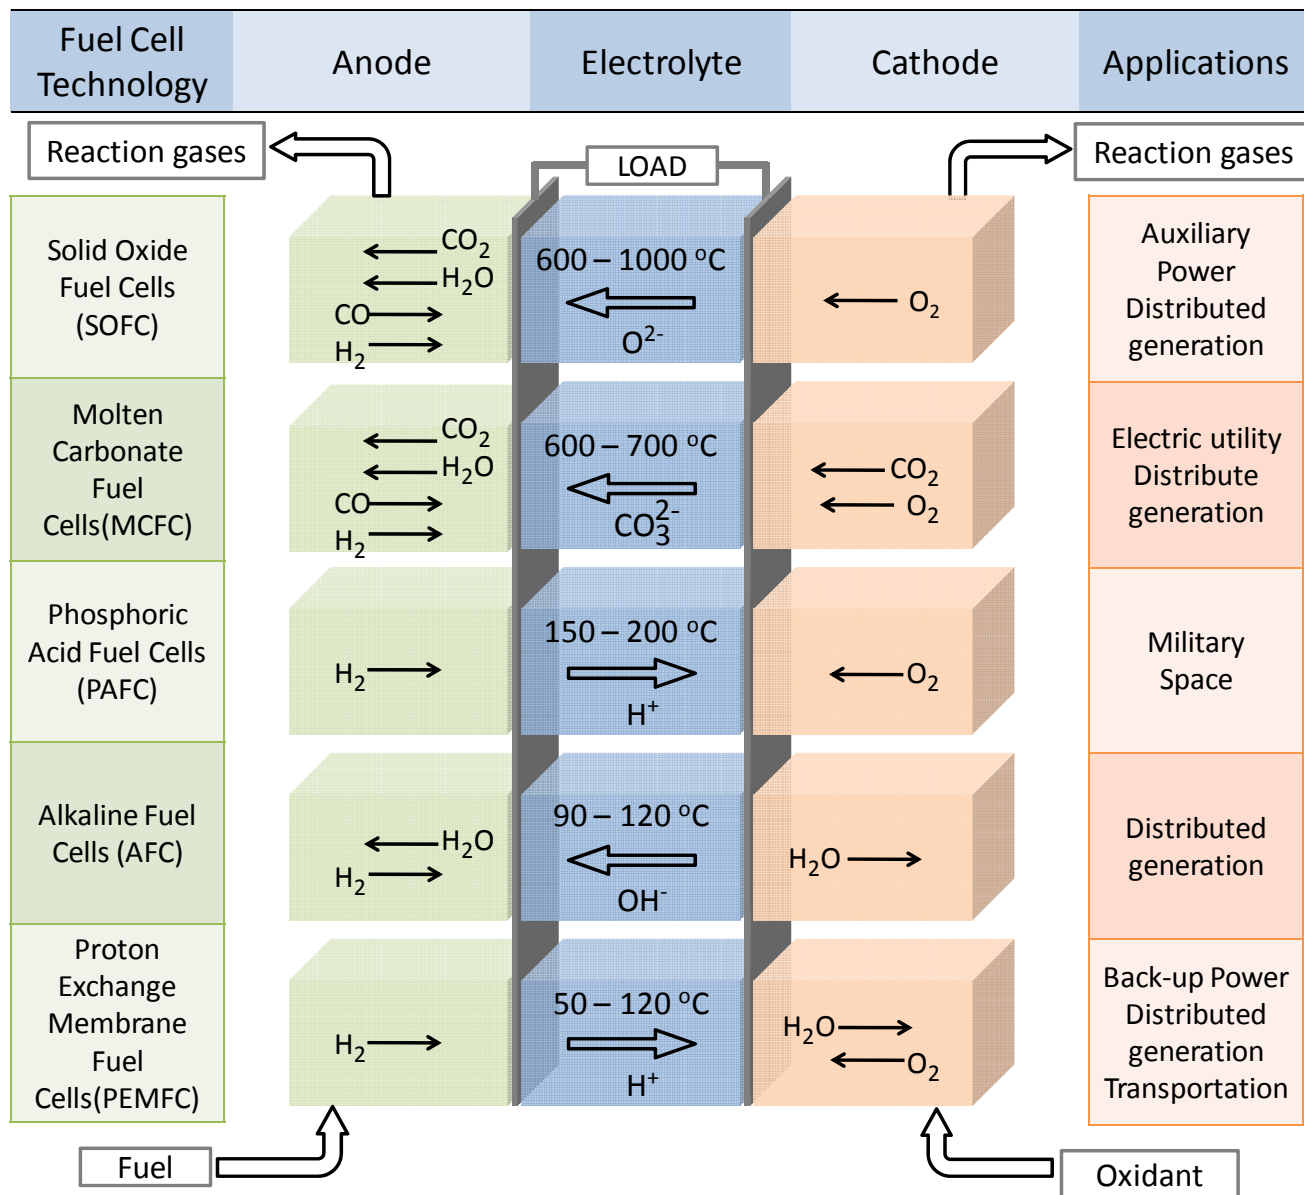 Fuel Cell
Technology
Anode
Electrolyte
Cathode
Applications
Reaction gases
LOAD
Reaction gases
Solid Oxide
Fuel Cells
(SOFC)
CO₂
H₂O
CO
H₂
600 – 1000 °C
O²⁻
O₂
Auxiliary
Power
Distributed
generation
Molten
Carbonate
Fuel
Cells(MCFC)
CO₂
H₂O
CO
H₂
600 – 700 °C
CO₃²⁻
CO₂
O₂
Electric utility
Distribute
generation
Phosphoric
Acid Fuel Cells
(PAFC)
H₂
150 – 200 °C
H⁺
O₂
Military
Space
Alkaline Fuel
Cells (AFC)
H₂O
H₂
90 – 120 °C
OH⁻
H₂O
Distributed
generation
Proton
Exchange
Membrane
Fuel
Cells(PEMFC)
H₂
50 – 120 °C
H⁺
H₂O
O₂
Back-up Power
Distributed
generation
Transportation
Fuel
Oxidant